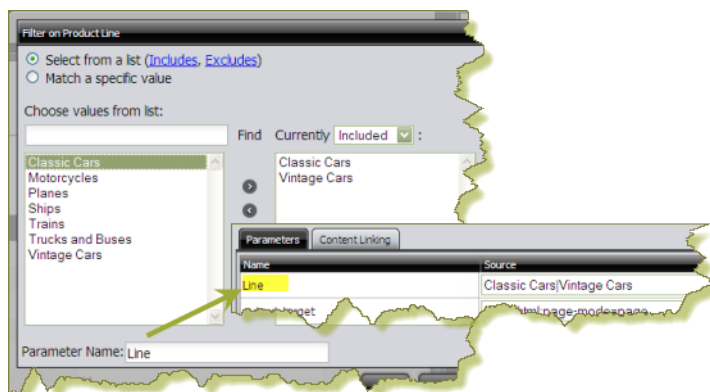 Filter on Product Line
Select from a list (Includes, Excludes)
Match a specific value
Choose values from list:
Find Currently Included :
Classic Cars
Motorcycles
Planes
Ships
Trains
Trucks and Buses
Vintage Cars
Classic Cars
Vintage Cars
Parameters Content Linking
Name Source
Line Classic Cars|Vintage Cars
Parameter Name: Line